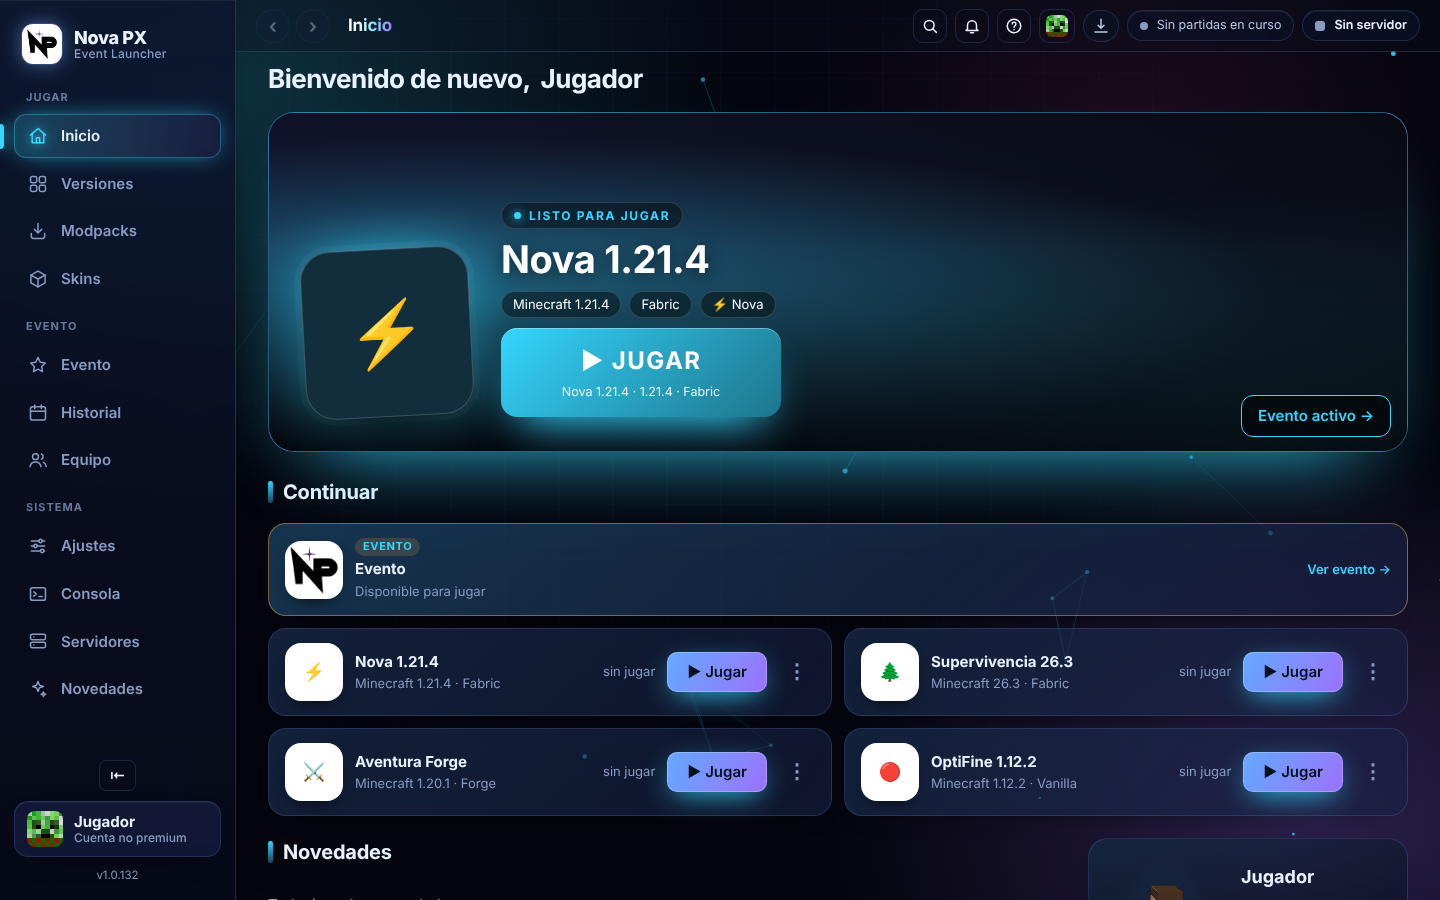 Nova PX
Event Launcher
JUGAR
Inicio
Versiones
Modpacks
Skins
EVENTO
Evento
Historial
Equipo
SISTEMA
Ajustes
Consola
Servidores
Novedades
Jugador
Cuenta no premium
v1.0.132
Inicio
Sin partidas en curso
Sin servidor
Bienvenido de nuevo, Jugador
LISTO PARA JUGAR
Nova 1.21.4
Minecraft 1.21.4
Fabric
⚡ Nova
▶ JUGAR
Nova 1.21.4 · 1.21.4 · Fabric
Evento activo →
Continuar
NP
EVENTO
Evento
Disponible para jugar
Ver evento →
Nova 1.21.4
Minecraft 1.21.4 · Fabric
sin jugar
▶ Jugar
Supervivencia 26.3
Minecraft 26.3 · Fabric
sin jugar
▶ Jugar
Aventura Forge
Minecraft 1.20.1 · Forge
sin jugar
▶ Jugar
OptiFine 1.12.2
Minecraft 1.12.2 · Vanilla
sin jugar
▶ Jugar
Novedades
Jugador